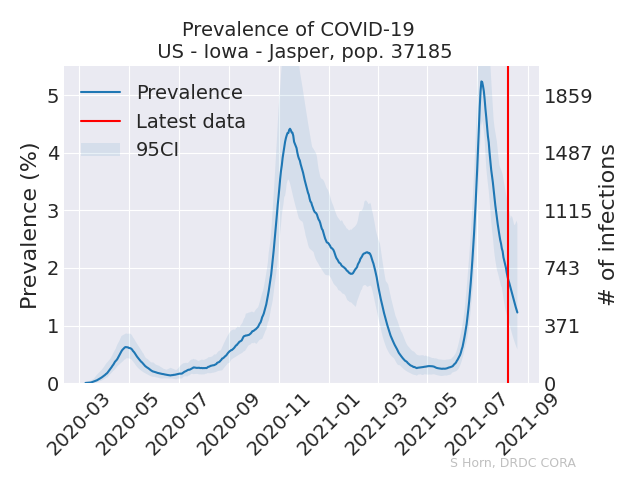 Prevalence of COVID-19
US - Iowa - Jasper, pop. 37185
Prevalence
Latest data
95CI
Prevalence (%)
5
4
3
2
1
0
1859
1487
1115
743
371
0
# of infections
2020-03
2020-05
2020-07
2020-09
2020-11
2021-01
2021-03
2021-05
2021-07
2021-09
S Horn, DRDC CORA